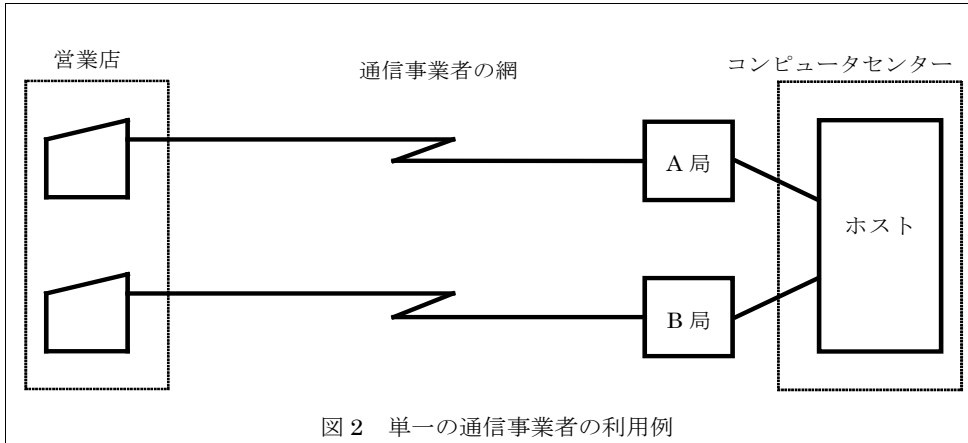 営業店
通信事業者の網
コンピュータセンター
A 局
ホスト
B 局
図 2　単一の通信事業者の利用例